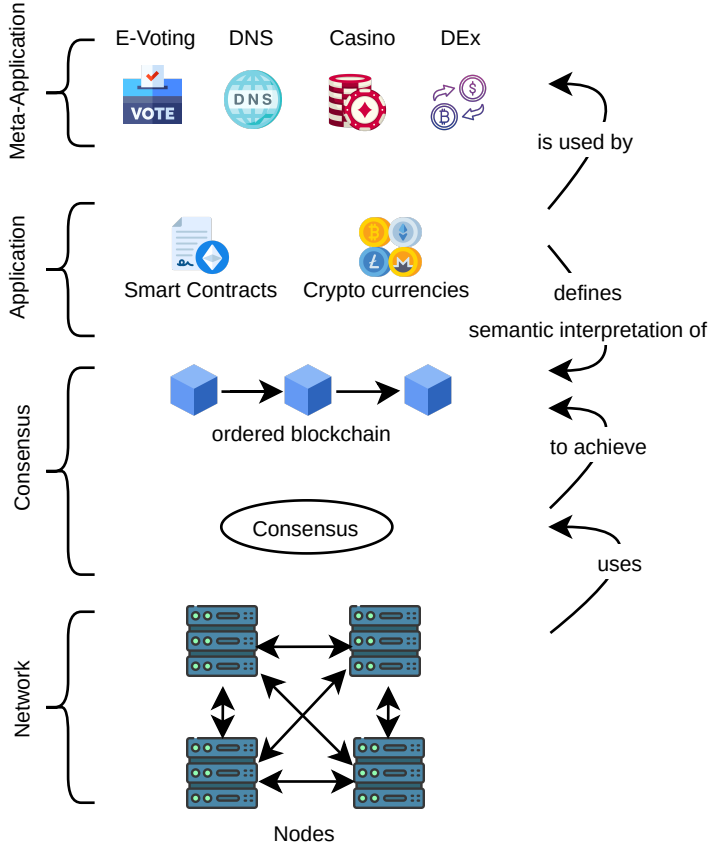 Meta-Application
E-Voting
DNS
Casino
DEx
VOTE
DNS
is used by
Application
Smart Contracts
Crypto currencies
defines
semantic interpretation of
Consensus
ordered blockchain
to achieve
Consensus
uses
Network
Nodes